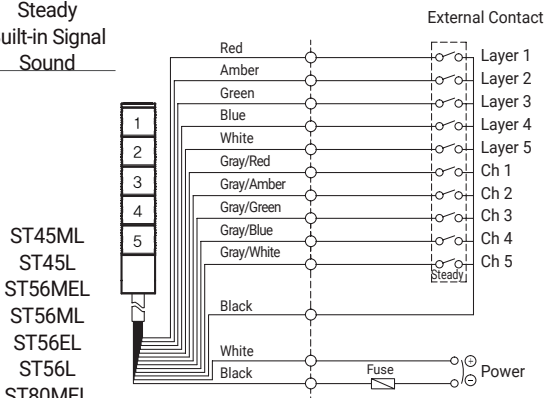 Steady
uilt-in Signal
Sound
ST45ML
ST45L
ST56MEL
ST56ML
ST56EL
ST56L
ST80MEL
1
2
3
4
5
External Contact
Red
Layer 1
Amber
Layer 2
Green
Layer 3
Blue
Layer 4
White
Layer 5
Gray/Red
Ch 1
Gray/Amber
Ch 2
Gray/Green
Ch 3
Gray/Blue
Ch 4
Gray/White
Ch 5
Steady
Black
White
Black
Fuse
+
−
Power